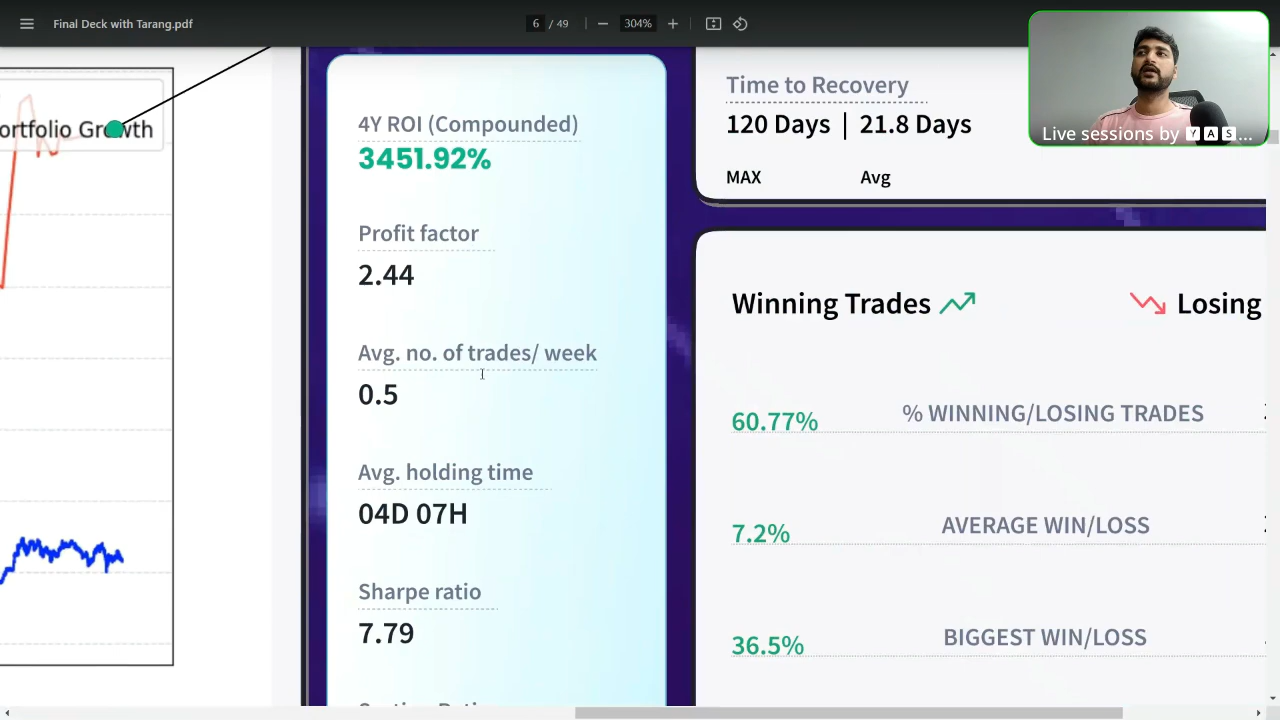 Final Deck with Tarang.pdf
6 / 49
304%
Live sessions by YAS...
ortfolio Growth
4Y ROI (Compounded)
3451.92%
Profit factor
2.44
Avg. no. of trades/ week
0.5
Avg. holding time
04D 07H
Sharpe ratio
7.79
Time to Recovery
120 Days | 21.8 Days
MAX Avg
Winning Trades Losing
60.77% % WINNING/LOSING TRADES
7.2% AVERAGE WIN/LOSS
36.5% BIGGEST WIN/LOSS